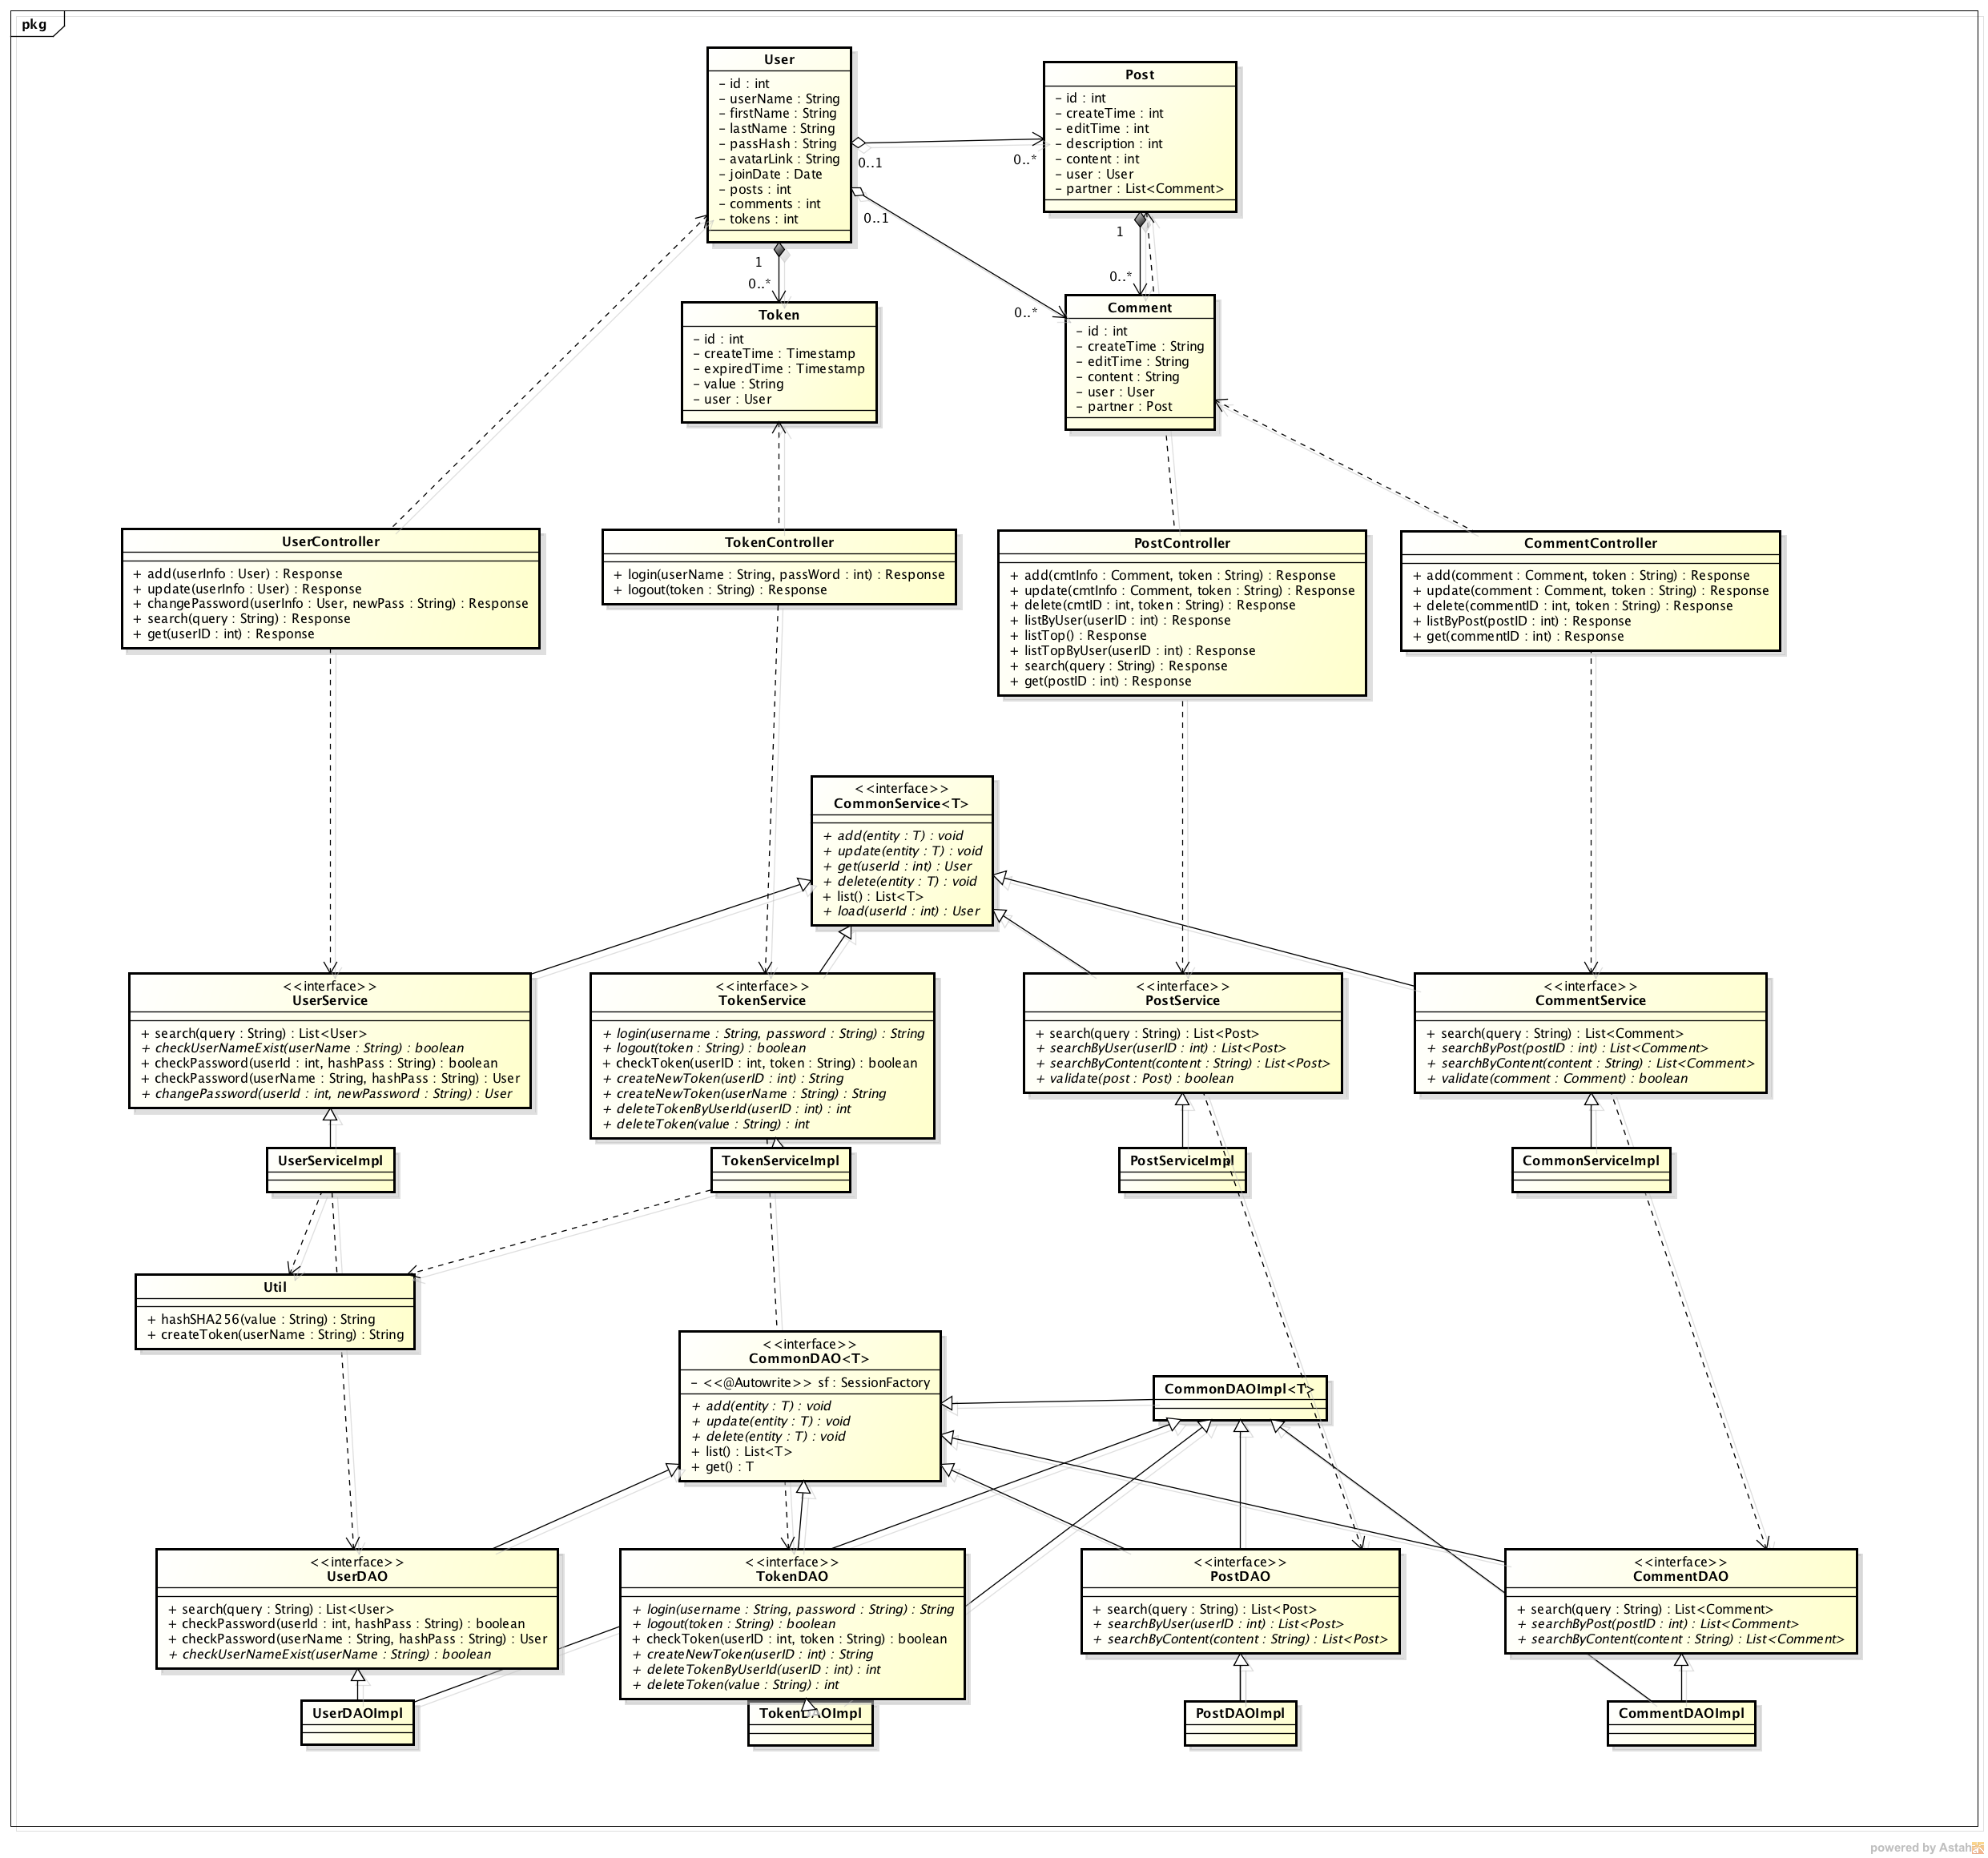 pkg
User
– id : int
– userName : String
– firstName : String
– lastName : String
– passHash : String
– avatarLink : String
– joinDate : Date
– posts : int
– comments : int
– tokens : int
Post
– id : int
– createTime : int
– editTime : int
– description : int
– content : int
– user : User
– partner : List<Comment>
0..1
0..*
0..1
0..*
1
0..*
1
0..*
Token
– id : int
– createTime : Timestamp
– expiredTime : Timestamp
– value : String
– user : User
Comment
– id : int
– createTime : String
– editTime : String
– content : String
– user : User
– partner : Post
UserController
+ add(userInfo : User) : Response
+ update(userInfo : User) : Response
+ changePassword(userInfo : User, newPass : String) : Response
+ search(query : String) : Response
+ get(userID : int) : Response
TokenController
+ login(userName : String, passWord : int) : Response
+ logout(token : String) : Response
PostController
+ add(cmtInfo : Comment, token : String) : Response
+ update(cmtInfo : Comment, token : String) : Response
+ delete(cmtID : int, token : String) : Response
+ listByUser(userID : int) : Response
+ listTop() : Response
+ listTopByUser(userID : int) : Response
+ search(query : String) : Response
+ get(postID : int) : Response
CommentController
+ add(comment : Comment, token : String) : Response
+ update(comment : Comment, token : String) : Response
+ delete(commentID : int, token : String) : Response
+ listByPost(postID : int) : Response
+ get(commentID : int) : Response
<<interface>>
CommonService<T>
+ add(entity : T) : void
+ update(entity : T) : void
+ get(userId : int) : User
+ delete(entity : T) : void
+ list() : List<T>
+ load(userId : int) : User
<<interface>>
UserService
+ search(query : String) : List<User>
+ checkUserNameExist(userName : String) : boolean
+ checkPassword(userId : int, hashPass : String) : boolean
+ checkPassword(userName : String, hashPass : String) : User
+ changePassword(userId : int, newPassword : String) : User
<<interface>>
TokenService
+ login(username : String, password : String) : String
+ logout(token : String) : boolean
+ checkToken(userID : int, token : String) : boolean
+ createNewToken(userID : int) : String
+ createNewToken(userName : String) : String
+ deleteTokenByUserId(userID : int) : int
+ deleteToken(value : String) : int
<<interface>>
PostService
+ search(query : String) : List<Post>
+ searchByUser(userID : int) : List<Post>
+ searchByContent(content : String) : List<Post>
+ validate(post : Post) : boolean
<<interface>>
CommentService
+ search(query : String) : List<Comment>
+ searchByPost(postID : int) : List<Comment>
+ searchByContent(content : String) : List<Comment>
+ validate(comment : Comment) : boolean
UserServiceImpl
TokenServiceImpl
PostServiceImpl
CommonServiceImpl
Util
+ hashSHA256(value : String) : String
+ createToken(userName : String) : String
<<interface>>
CommonDAO<T>
– <<@Autowrite>> sf : SessionFactory
+ add(entity : T) : void
+ update(entity : T) : void
+ delete(entity : T) : void
+ list() : List<T>
+ get() : T
CommonDAOImpl<T>
<<interface>>
UserDAO
+ search(query : String) : List<User>
+ checkPassword(userId : int, hashPass : String) : boolean
+ checkPassword(userName : String, hashPass : String) : User
+ checkUserNameExist(userName : String) : boolean
<<interface>>
TokenDAO
+ login(username : String, password : String) : String
+ logout(token : String) : boolean
+ checkToken(userID : int, token : String) : boolean
+ createNewToken(userID : int) : String
+ deleteTokenByUserId(userID : int) : int
+ deleteToken(value : String) : int
<<interface>>
PostDAO
+ search(query : String) : List<Post>
+ searchByUser(userID : int) : List<Post>
+ searchByContent(content : String) : List<Post>
<<interface>>
CommentDAO
+ search(query : String) : List<Comment>
+ searchByPost(postID : int) : List<Comment>
+ searchByContent(content : String) : List<Comment>
UserDAOImpl
TokenDAOImpl
PostDAOImpl
CommentDAOImpl
powered by Astah